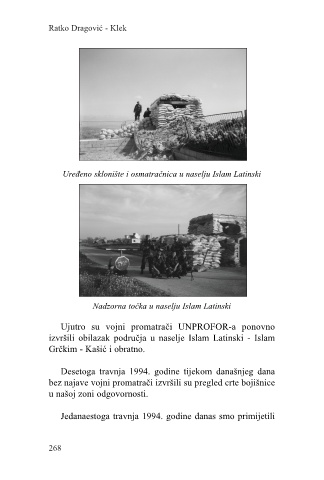 Ratko Dragović - Klek
Uređeno sklonište i osmatračnica u naselju Islam Latinski
Nadzorna točka u naselju Islam Latinski
Ujutro su vojni promatrači UNPROFOR-a ponovno
izvršili obilazak područja u naselje Islam Latinski - Islam
Grčkim - Kašić i obratno.
Desetoga travnja 1994. godine tijekom današnjeg dana
bez najave vojni promatrači izvršili su pregled crte bojišnice
u našoj zoni odgovornosti.
Jedanaestoga travnja 1994. godine danas smo primijetili
268